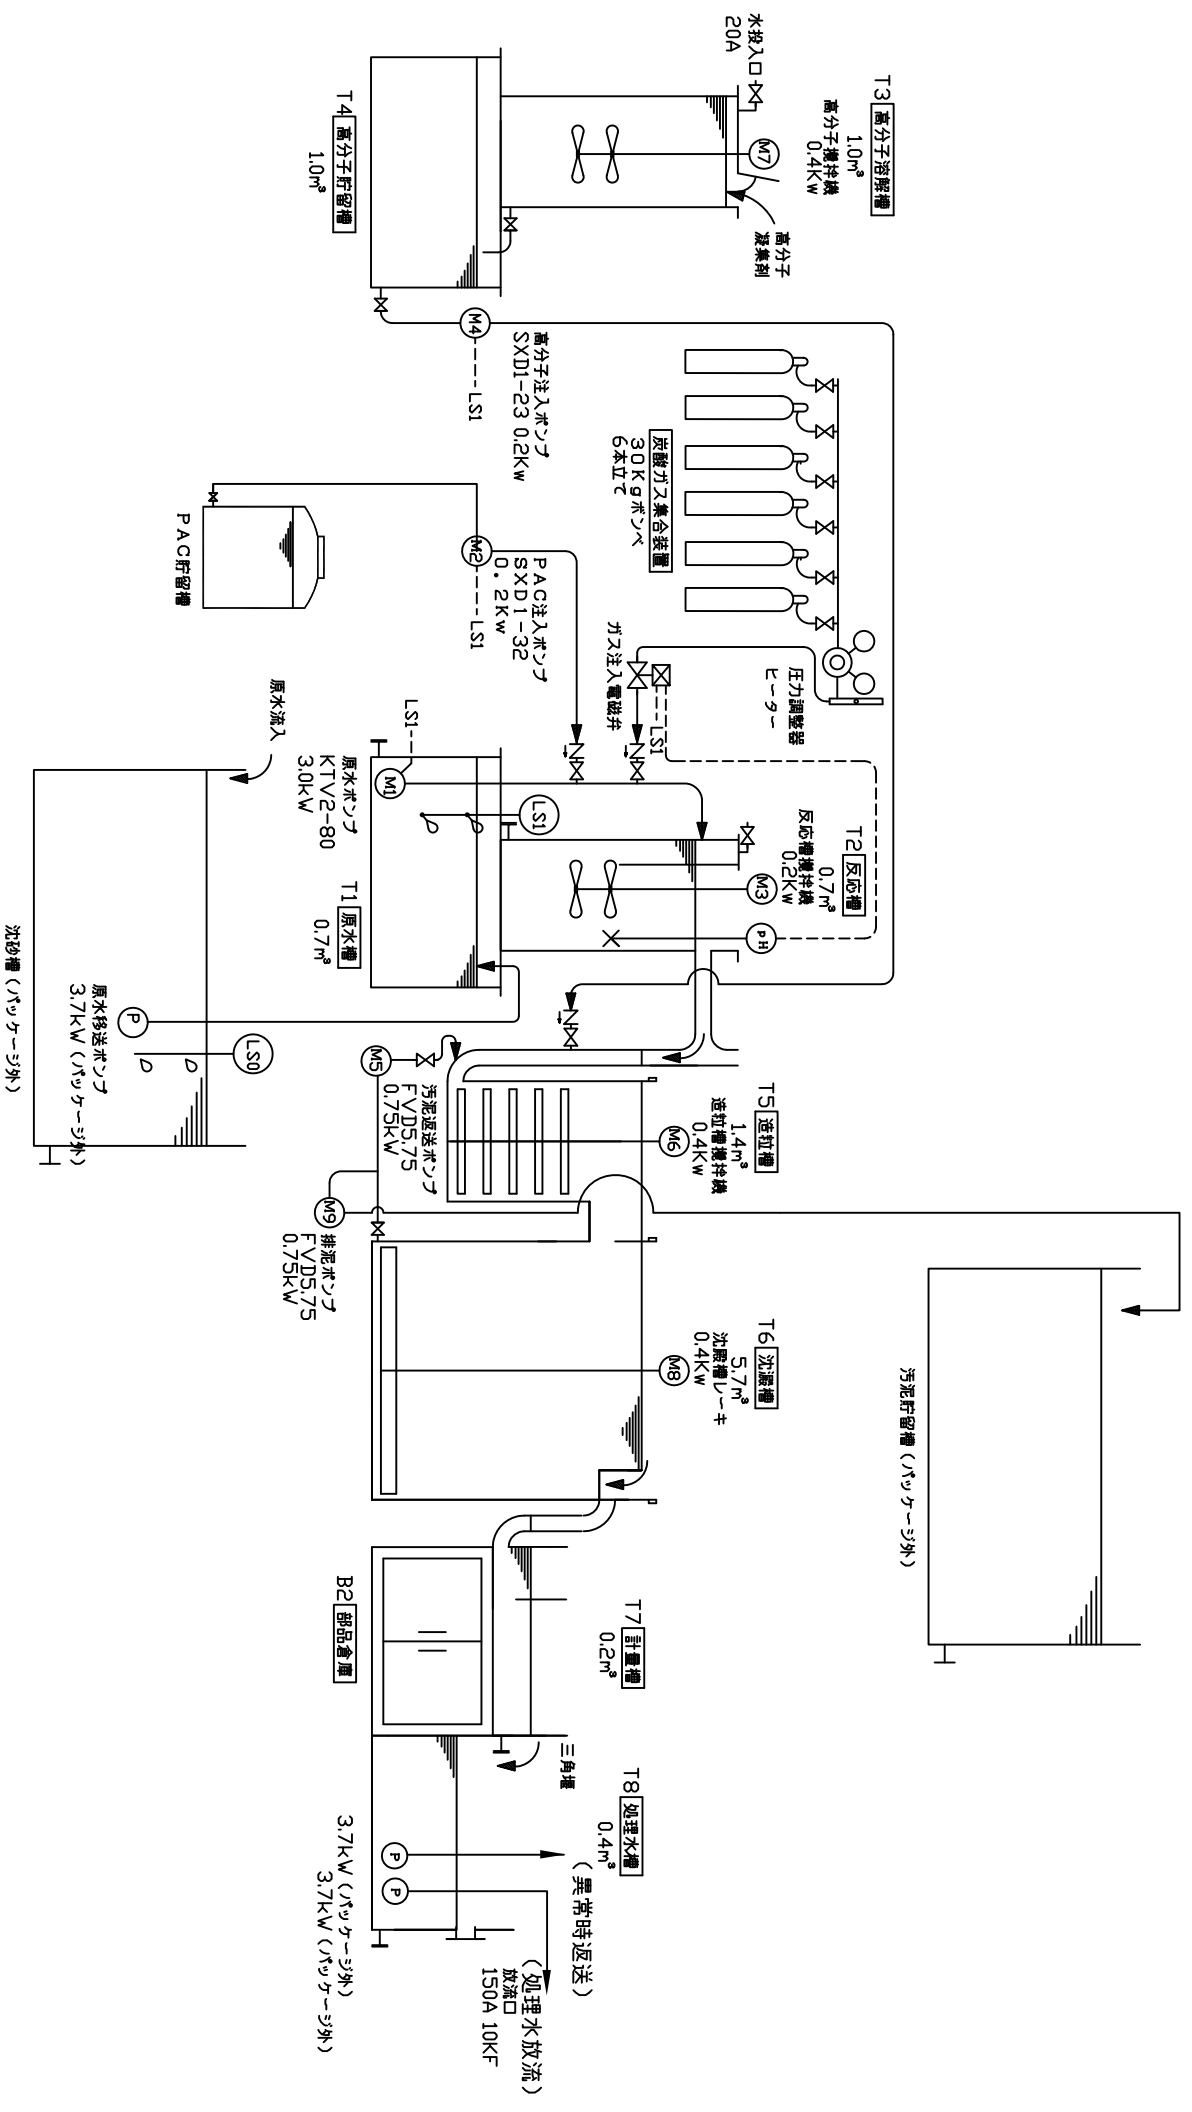 水投入口
20A
T3 高分子溶解槽
1.0m³
高分子攪拌機
0.4Kw
M7
高分子
凝集剤
T4 高分子貯留槽
1.0m³
M4
LS1
高分子注入ポンプ
SXD1-23 0.2Kw
炭酸ガス集合装置
30Kgボンベ
6本立て
圧力調整器
ヒーター
PAC貯留槽
M2
LS1
PAC注入ポンプ
SXD1-32
0.2Kw
ガス注入電磁弁
LS1
原水流入
LS1
M1
LS1
原水ポンプ
KTV2-80
3.0kW
T1 原水槽
0.7m³
T2 反応槽
0.7m³
反応槽攪拌機
0.2Kw
M3
pH
沈砂槽(パッケージ外)
原水移送ポンプ
3.7kW(パッケージ外)
P
LS0
M5
汚泥返送ポンプ
FVD5.75
0.75kW
T5 造粒槽
1.4m³
造粒槽攪拌機
0.4Kw
M6
M9
排泥ポンプ
FVD5.75
0.75kW
T6 沈澱槽
5.7m³
沈殿槽レーキ
0.4Kw
M8
汚泥貯留槽(パッケージ外)
B2 部品倉庫
T7 計量槽
0.2m³
三角堰
T8 処理水槽
0.4m³
P
P
(異常時返送)
(処理水放流)
放流口
150A 10KF
3.7kW(パッケージ外)
3.7kW(パッケージ外)